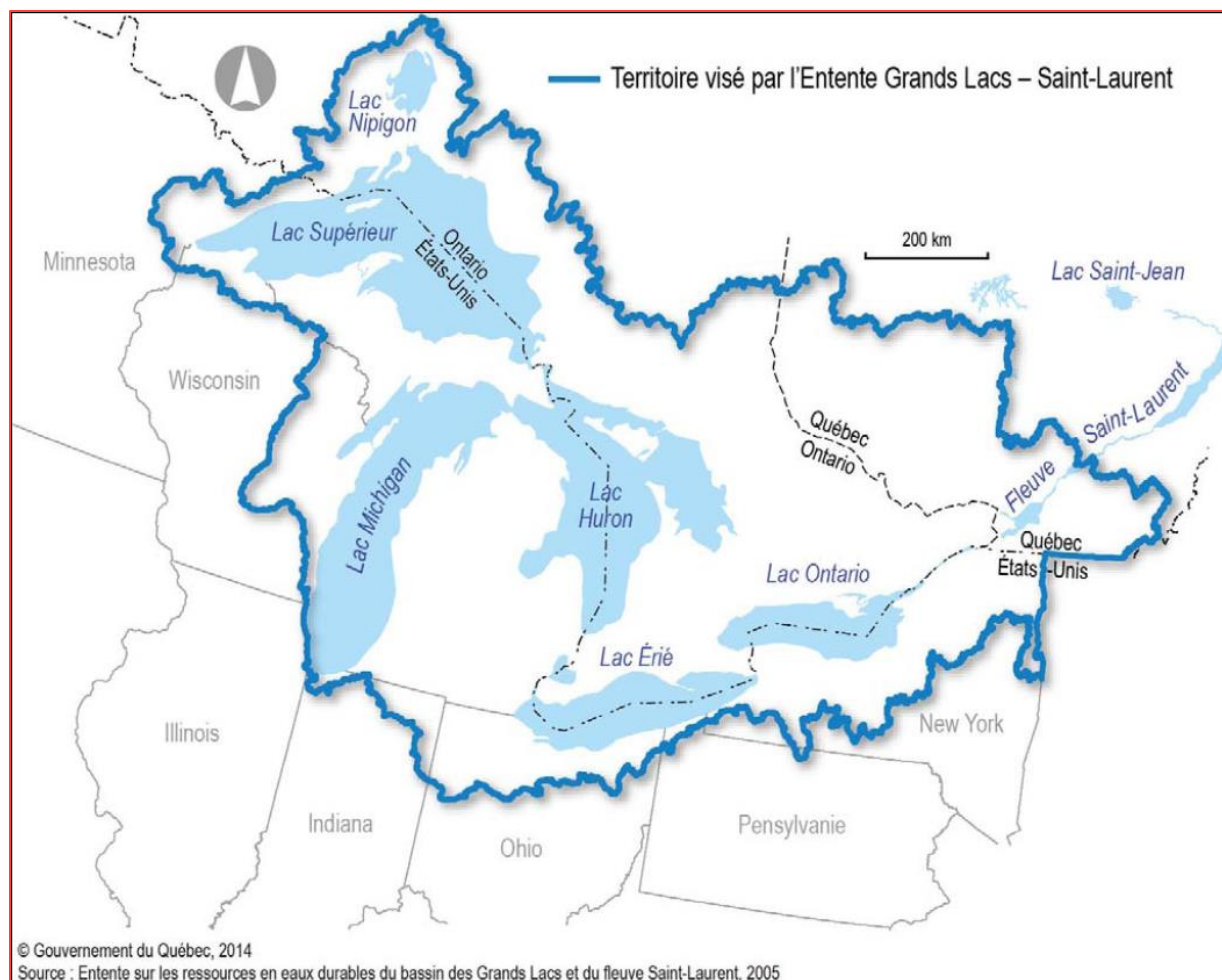 Territoire visé par l'Entente Grands Lacs – Saint-Laurent
Lac
Nipigon
Lac Supérieur
Ontario
États-Unis
200 km
Lac Saint-Jean
Minnesota
Wisconsin
Saint-Laurent
Fleuve
Québec
Ontario
Lac Michigan
Lac
Huron
Québec
États-Unis
Lac Ontario
Lac Érié
New York
Illinois
Indiana
Ohio
Pensylvanie
© Gouvernement du Québec, 2014
Source : Entente sur les ressources en eaux durables du bassin des Grands Lacs et du fleuve Saint-Laurent, 2005